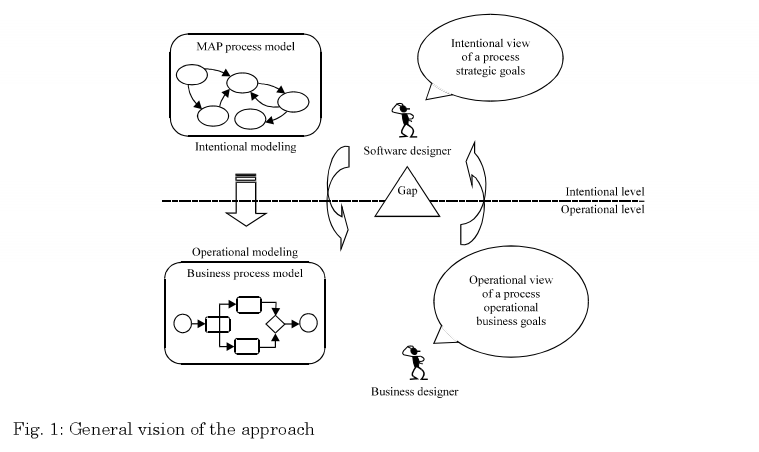 MAP process model
Intentional modeling
Intentional view
of a process
strategic goals
Software designer
Gap
Intentional level
Operational level
Operational modeling
Business process model
Operational view
of a process
operational
business goals
Business designer
Fig. 1: General vision of the approach